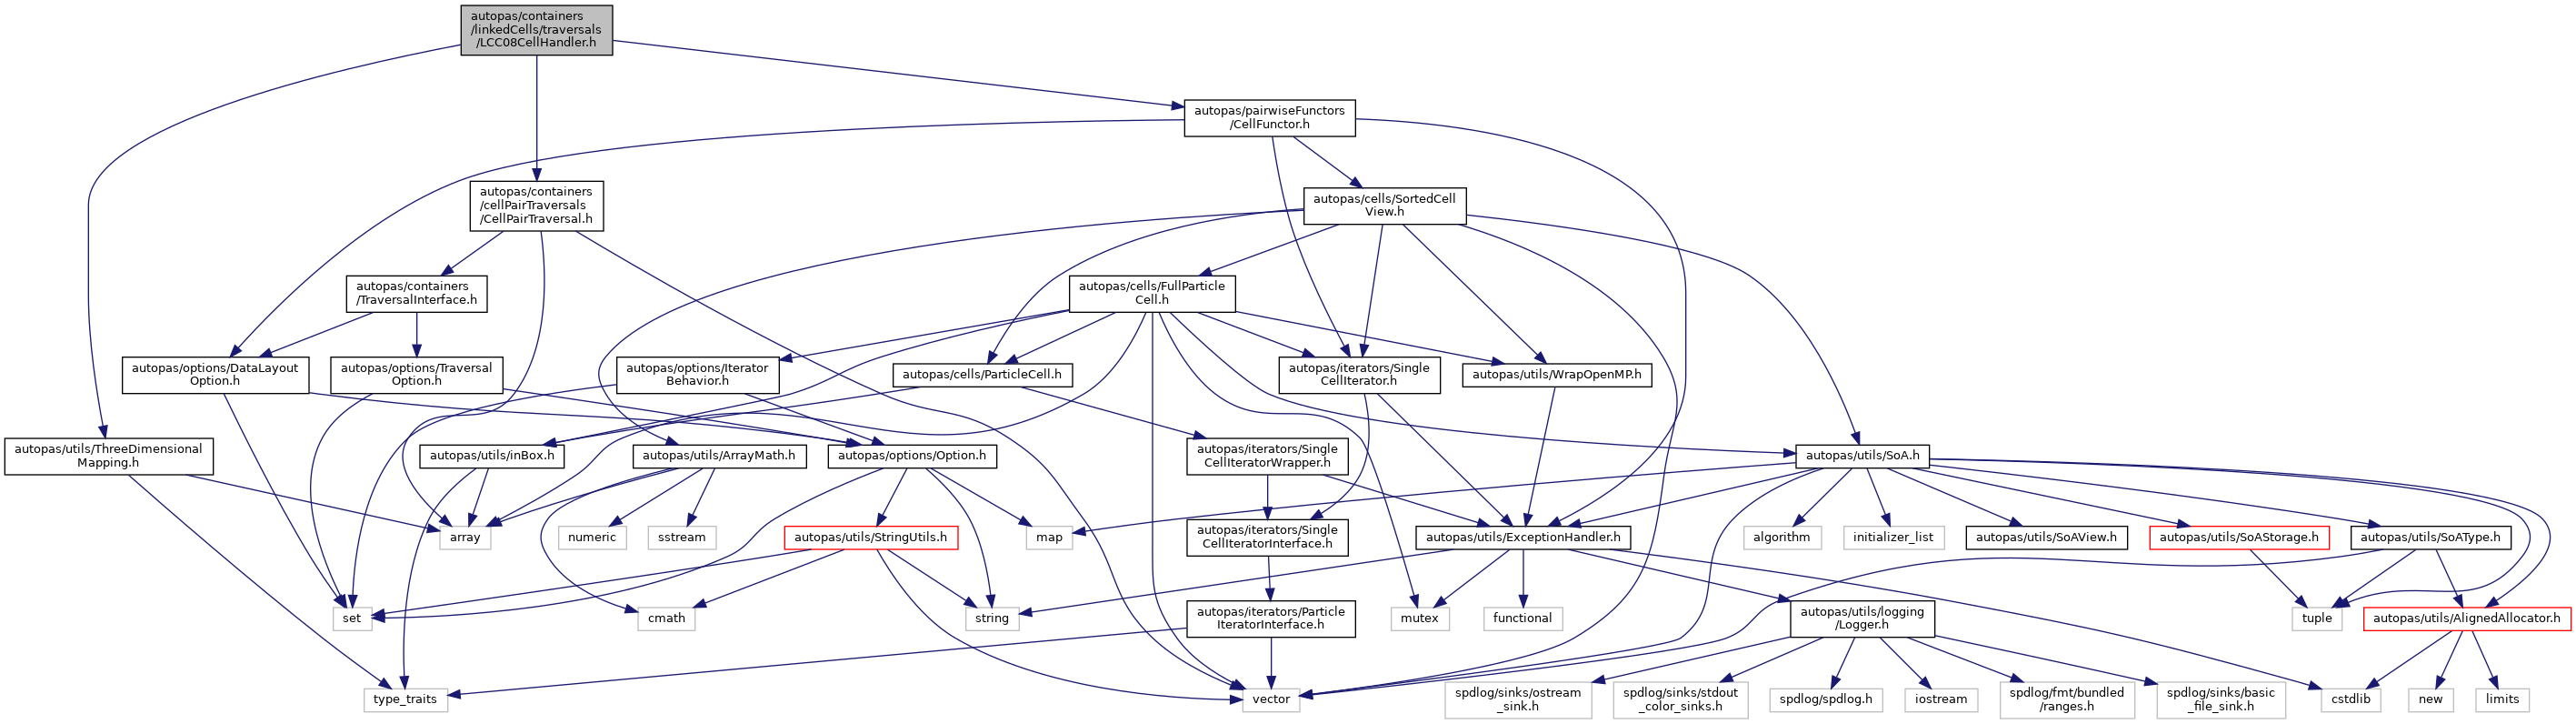 autopas/containers
/linkedCells/traversals
/LCC08CellHandler.h
autopas/pairwiseFunctors
/CellFunctor.h
autopas/containers
/cellPairTraversals
/CellPairTraversal.h
autopas/cells/SortedCell
View.h
autopas/containers
/TraversalInterface.h
autopas/cells/FullParticle
Cell.h
autopas/options/DataLayout
Option.h
autopas/options/Traversal
Option.h
autopas/options/Iterator
Behavior.h
autopas/cells/ParticleCell.h
autopas/iterators/Single
CellIterator.h
autopas/utils/WrapOpenMP.h
autopas/utils/ThreeDimensional
Mapping.h
autopas/utils/inBox.h
autopas/utils/ArrayMath.h
autopas/options/Option.h
autopas/iterators/Single
CellIteratorWrapper.h
autopas/utils/SoA.h
array
numeric
sstream
autopas/utils/StringUtils.h
map
autopas/iterators/Single
CellIteratorInterface.h
autopas/utils/ExceptionHandler.h
algorithm
initializer_list
autopas/utils/SoAView.h
autopas/utils/SoAStorage.h
autopas/utils/SoAType.h
set
cmath
string
autopas/iterators/Particle
IteratorInterface.h
mutex
functional
autopas/utils/logging
/Logger.h
tuple
autopas/utils/AlignedAllocator.h
type_traits
vector
spdlog/sinks/ostream
_sink.h
spdlog/sinks/stdout
_color_sinks.h
spdlog/spdlog.h
iostream
spdlog/fmt/bundled
/ranges.h
spdlog/sinks/basic
_file_sink.h
cstdlib
new
limits